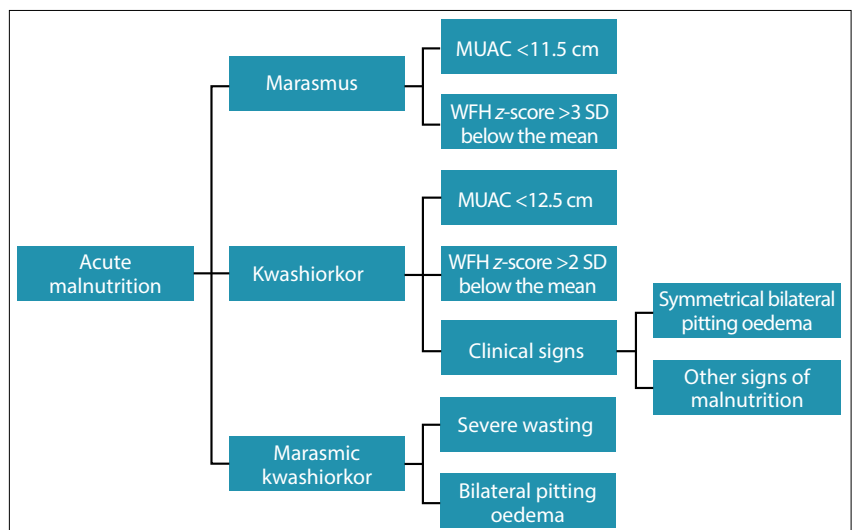 Acute
malnutrition
Marasmus
MUAC <11.5 cm
WFH z-score >3 SD
below the mean
Kwashiorkor
MUAC <12.5 cm
WFH z-score >2 SD
below the mean
Clinical signs
Symmetrical bilateral
pitting oedema
Other signs of
malnutrition
Marasmic
kwashiorkor
Severe wasting
Bilateral pitting
oedema